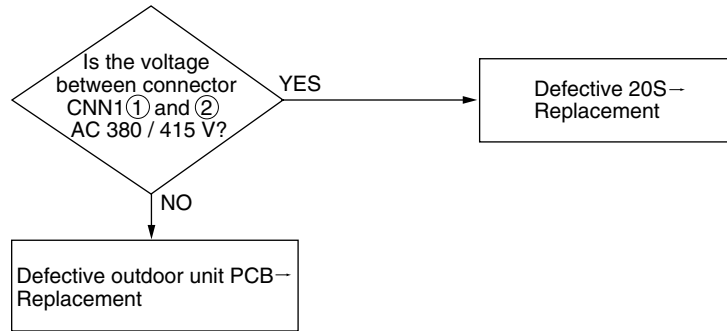 Is the voltage
between connector
CNN1① and ②
AC 380 / 415 V?
YES
Defective 20S→
Replacement
NO
Defective outdoor unit PCB→
Replacement